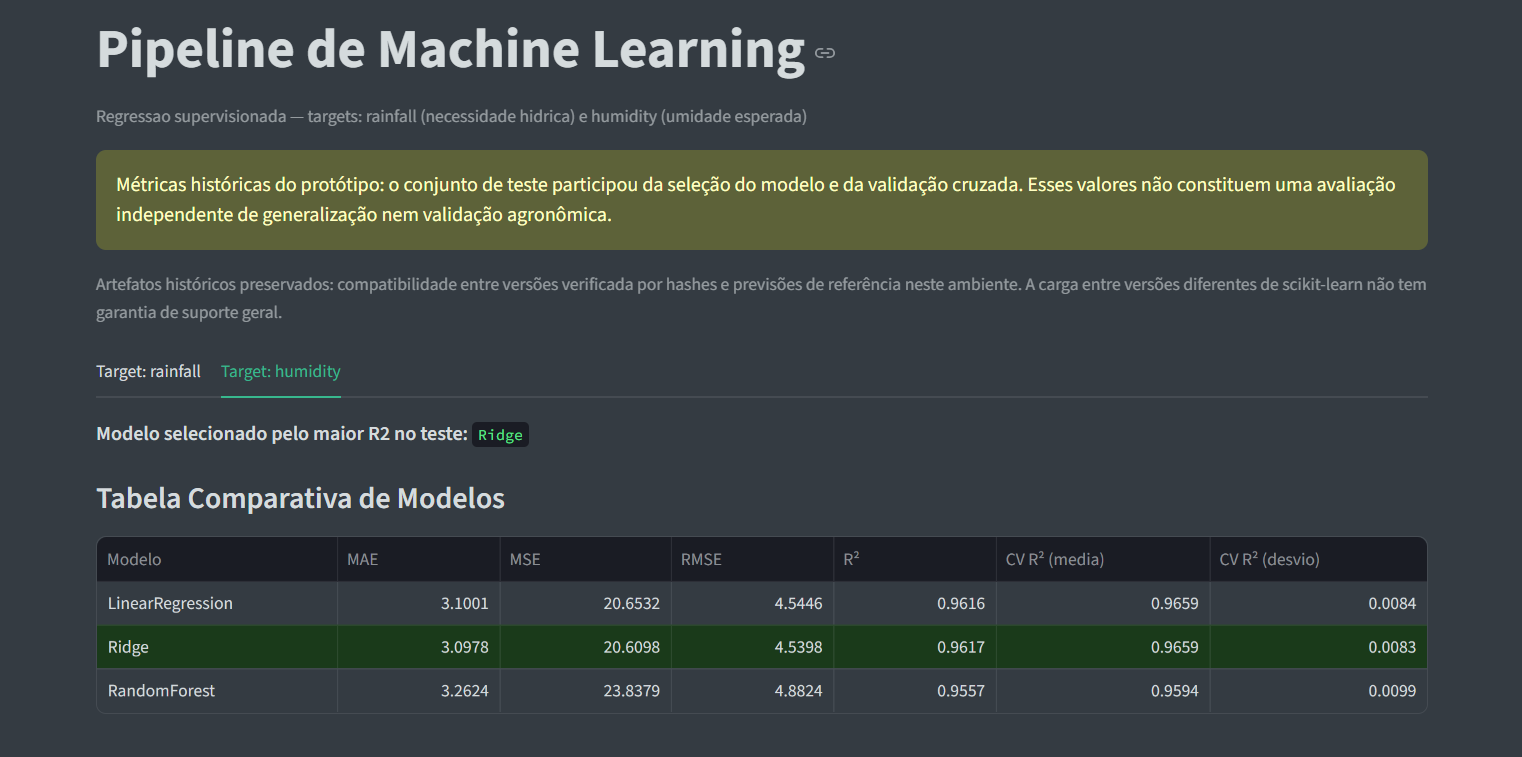 Pipeline de Machine Learning
Regressao supervisionada — targets: rainfall (necessidade hidrica) e humidity (umidade esperada)
Métricas históricas do protótipo: o conjunto de teste participou da seleção do modelo e da validação cruzada. Esses valores não constituem uma avaliação
independente de generalização nem validação agronômica.
Artefatos históricos preservados: compatibilidade entre versões verificada por hashes e previsões de referência neste ambiente. A carga entre versões diferentes de scikit-learn não tem
garantia de suporte geral.
Target: rainfall Target: humidity
Modelo selecionado pelo maior R2 no teste: Ridge
Tabela Comparativa de Modelos
Modelo MAE MSE RMSE R² CV R² (media) CV R² (desvio)
LinearRegression 3.1001 20.6532 4.5446 0.9616 0.9659 0.0084
Ridge 3.0978 20.6098 4.5398 0.9617 0.9659 0.0083
RandomForest 3.2624 23.8379 4.8824 0.9557 0.9594 0.0099